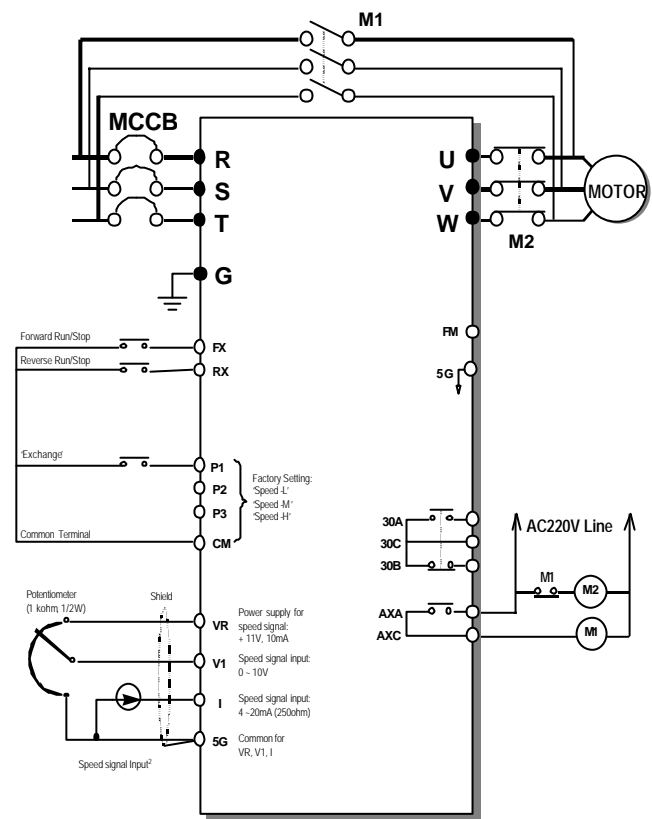 M1
MCCB
R
S
T
G
U
V
W
MOTOR
M2
Forward Run/Stop
FX
Reverse Run/Stop
RX
FM
5G
'Exchange'
P1
P2
P3
Factory Setting:
'Speed -L'
'Speed -M'
'Speed -H'
Common Terminal
CM
30A
30C
30B
AC220V Line
M1
M2
AXA
AXC
M1
Potentiometer
(1 kohm, 1/2W)
Shield
VR
Power supply for
speed signal:
+ 11V, 10mA
V1
Speed signal input:
0 ~ 10V
I
Speed signal input:
4 ~20mA (250ohm)
5G
Common for
VR, V1, I
Speed signal Input2